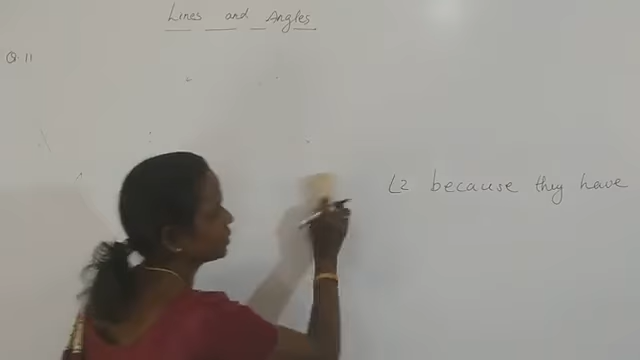 Lines and Angles
Q.11
∠2 because they have